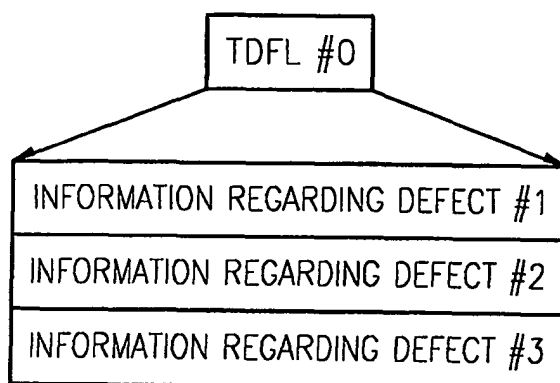 TDFL #0
INFORMATION REGARDING DEFECT #1
INFORMATION REGARDING DEFECT #2
INFORMATION REGARDING DEFECT #3